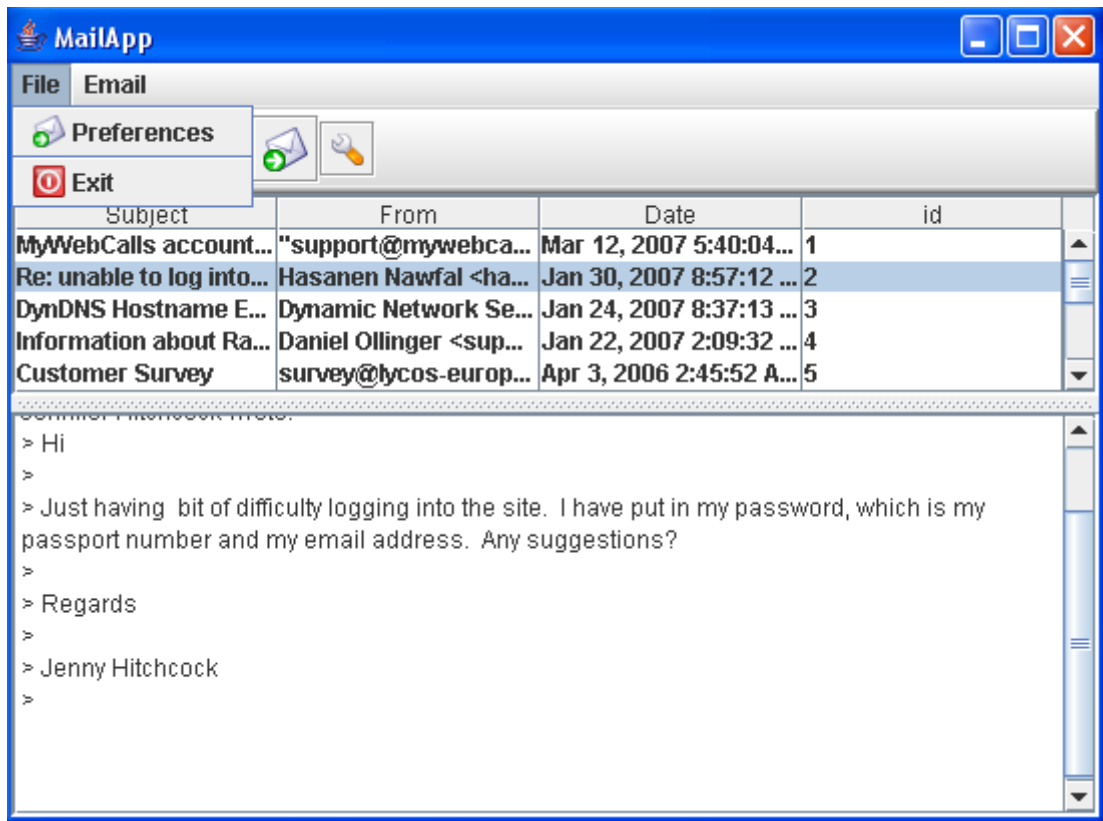 MailApp
File Email
Preferences
Exit
Subject From Date id
MyWebCalls account... "support@mywebca... Mar 12, 2007 5:40:04... 1
Re: unable to log into... Hasanen Nawfal <ha... Jan 30, 2007 8:57:12 ... 2
DynDNS Hostname E... Dynamic Network Se... Jan 24, 2007 8:37:13 ... 3
Information about Ra... Daniel Ollinger <sup... Jan 22, 2007 2:09:32 ... 4
Customer Survey survey@lycos-europ... Apr 3, 2006 2:45:52 A... 5
> Hi
>
> Just having  bit of difficulty logging into the site.  I have put in my password, which is my
passport number and my email address.  Any suggestions?
>
> Regards
>
> Jenny Hitchcock
>